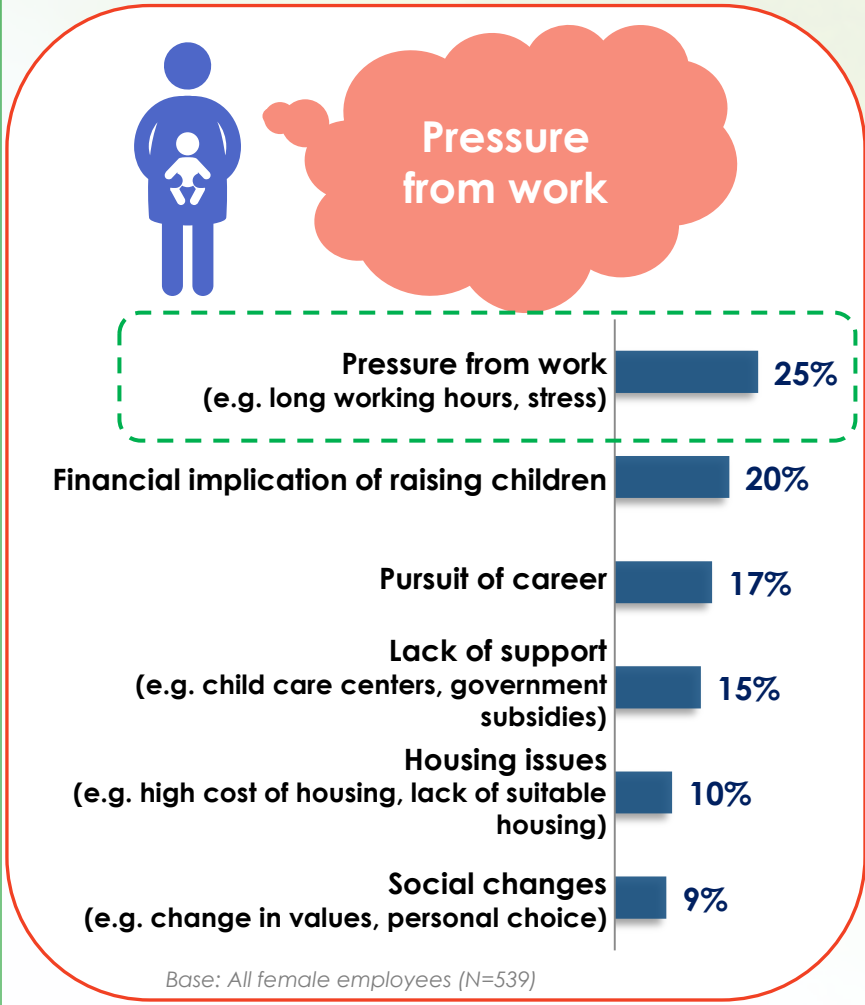 Pressure
from work
Pressure from work
(e.g. long working hours, stress)
25%
Financial implication of raising children
20%
Pursuit of career
17%
Lack of support
(e.g. child care centers, government
subsidies)
15%
Housing issues
(e.g. high cost of housing, lack of suitable
housing)
10%
Social changes
(e.g. change in values, personal choice)
9%
Base: All female employees (N=539)